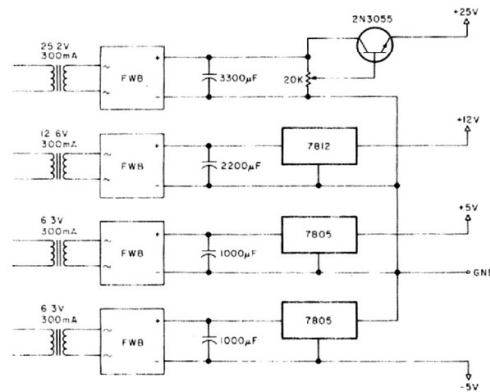 2N3055
+25V
25.2V
300mA
~
~
FWB
+
-
3300µF
20K
12.6V
300mA
~
~
FWB
+
-
2200µF
7812
+12V
6.3V
300mA
~
~
FWB
+
-
1000µF
7805
+5V
GND
6.3V
300mA
~
~
FWB
+
-
1000µF
7805
-5V